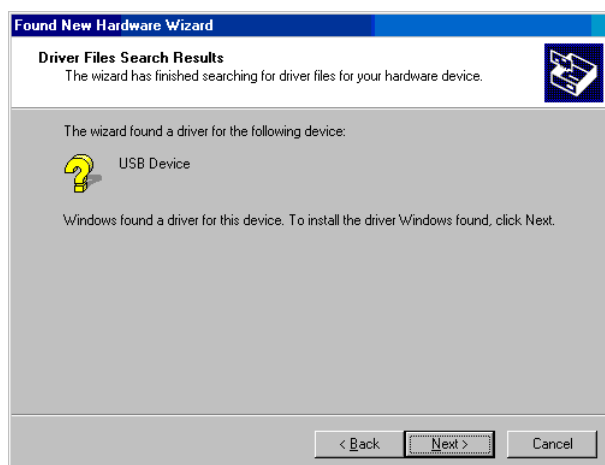 Found New Hardware Wizard
Driver Files Search Results
The wizard has finished searching for driver files for your hardware device.
The wizard found a driver for the following device:
USB Device
Windows found a driver for this device. To install the driver Windows found, click Next.
< Back
Next >
Cancel